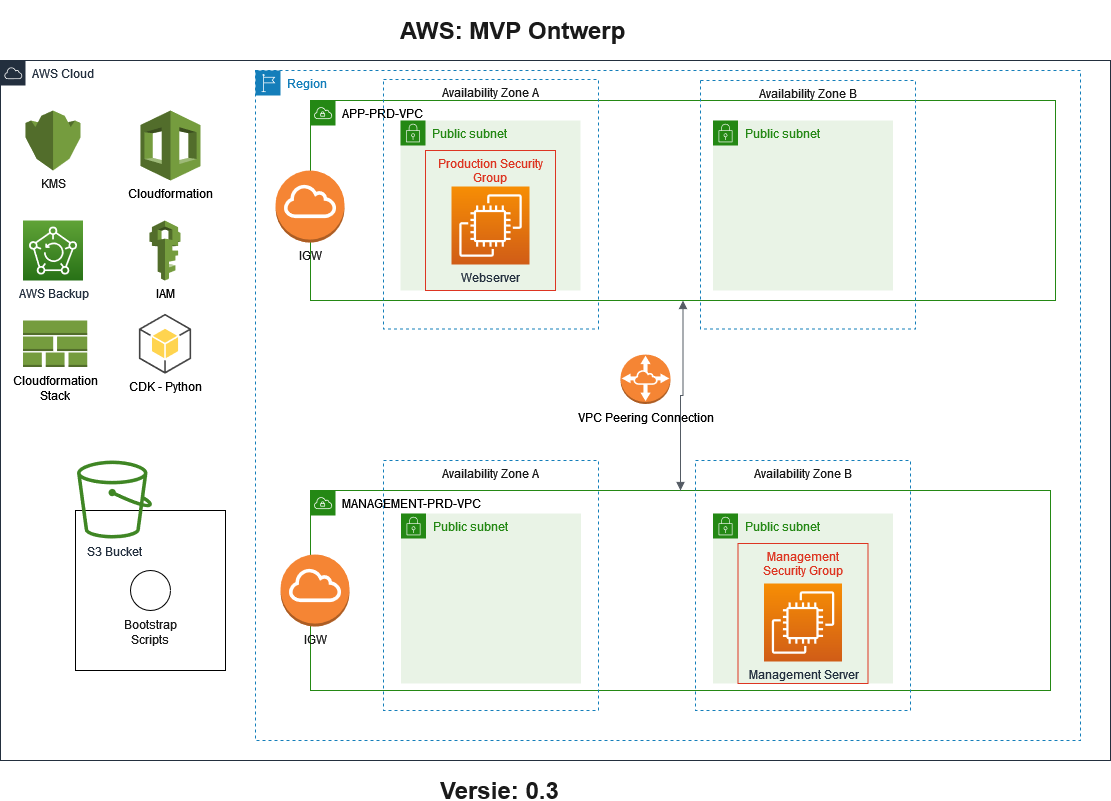 AWS: MVP Ontwerp
AWS Cloud
KMS
Cloudformation
AWS Backup
IAM
Cloudformation
Stack
CDK - Python
S3 Bucket
Bootstrap
Scripts
Region
Availability Zone A
Availability Zone B
APP-PRD-VPC
Public subnet
Public subnet
Production Security
Group
Webserver
IGW
VPC Peering Connection
Availability Zone A
Availability Zone B
MANAGEMENT-PRD-VPC
Public subnet
Public subnet
Management
Security Group
Management Server
IGW
Versie: 0.3